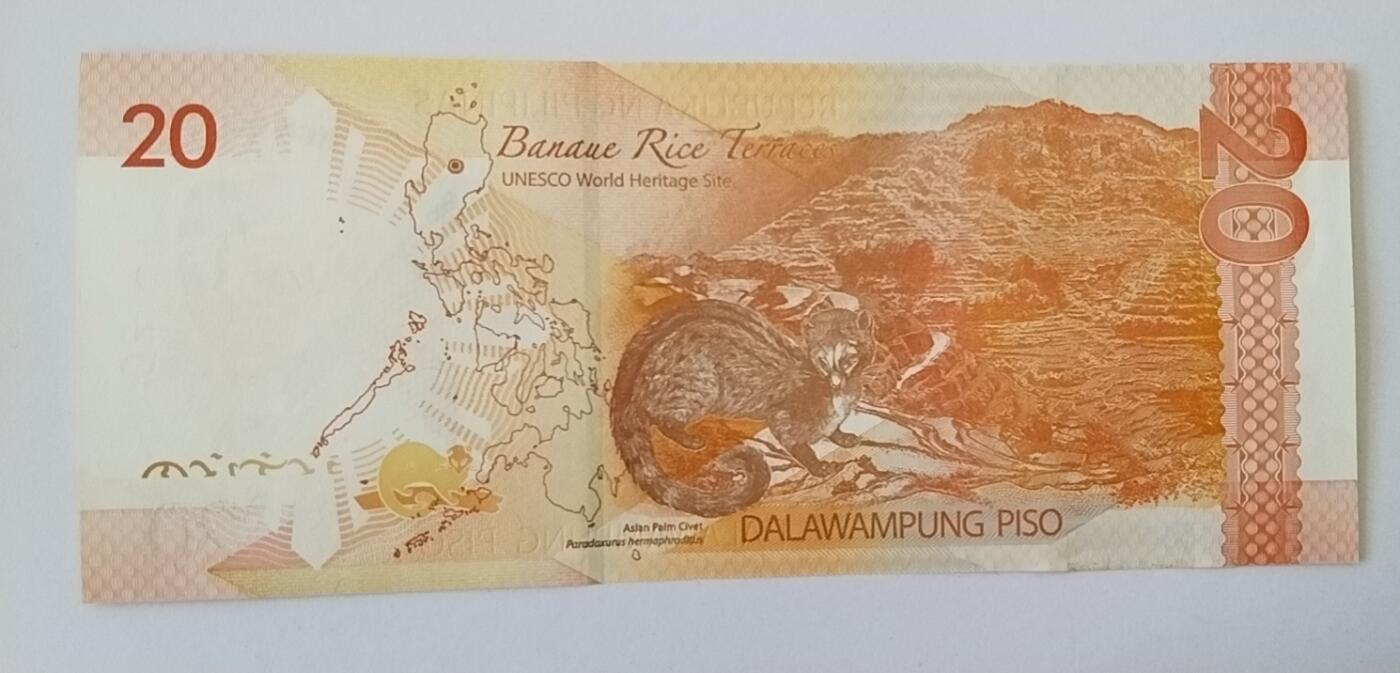 20
Banaue Rice Terraces
UNESCO World Heritage Site
20
Asian Palm Civet
Paradoxurus hermaphroditus
DALAWAMPUNG PISO